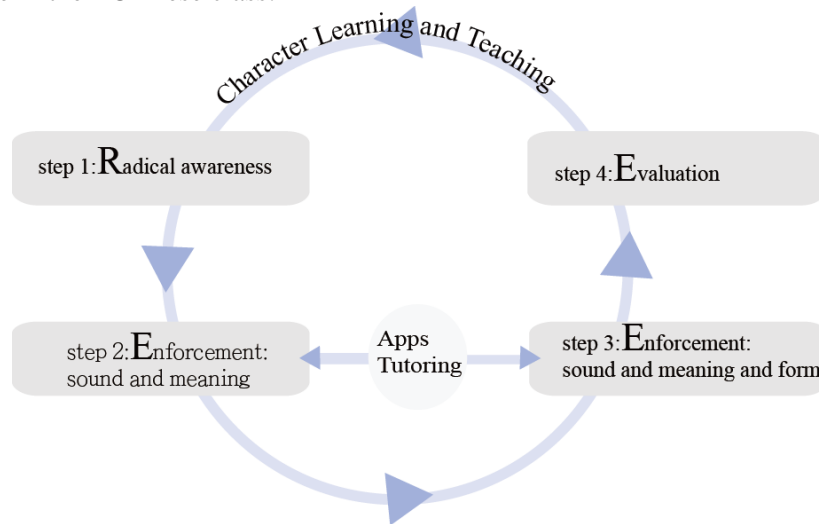 Character Learning and Teaching
step 1:Radical awareness
step 4:Evaluation
step 2:Enforcement:
sound and meaning
Apps
Tutoring
step 3:Enforcement:
sound and meaning and form